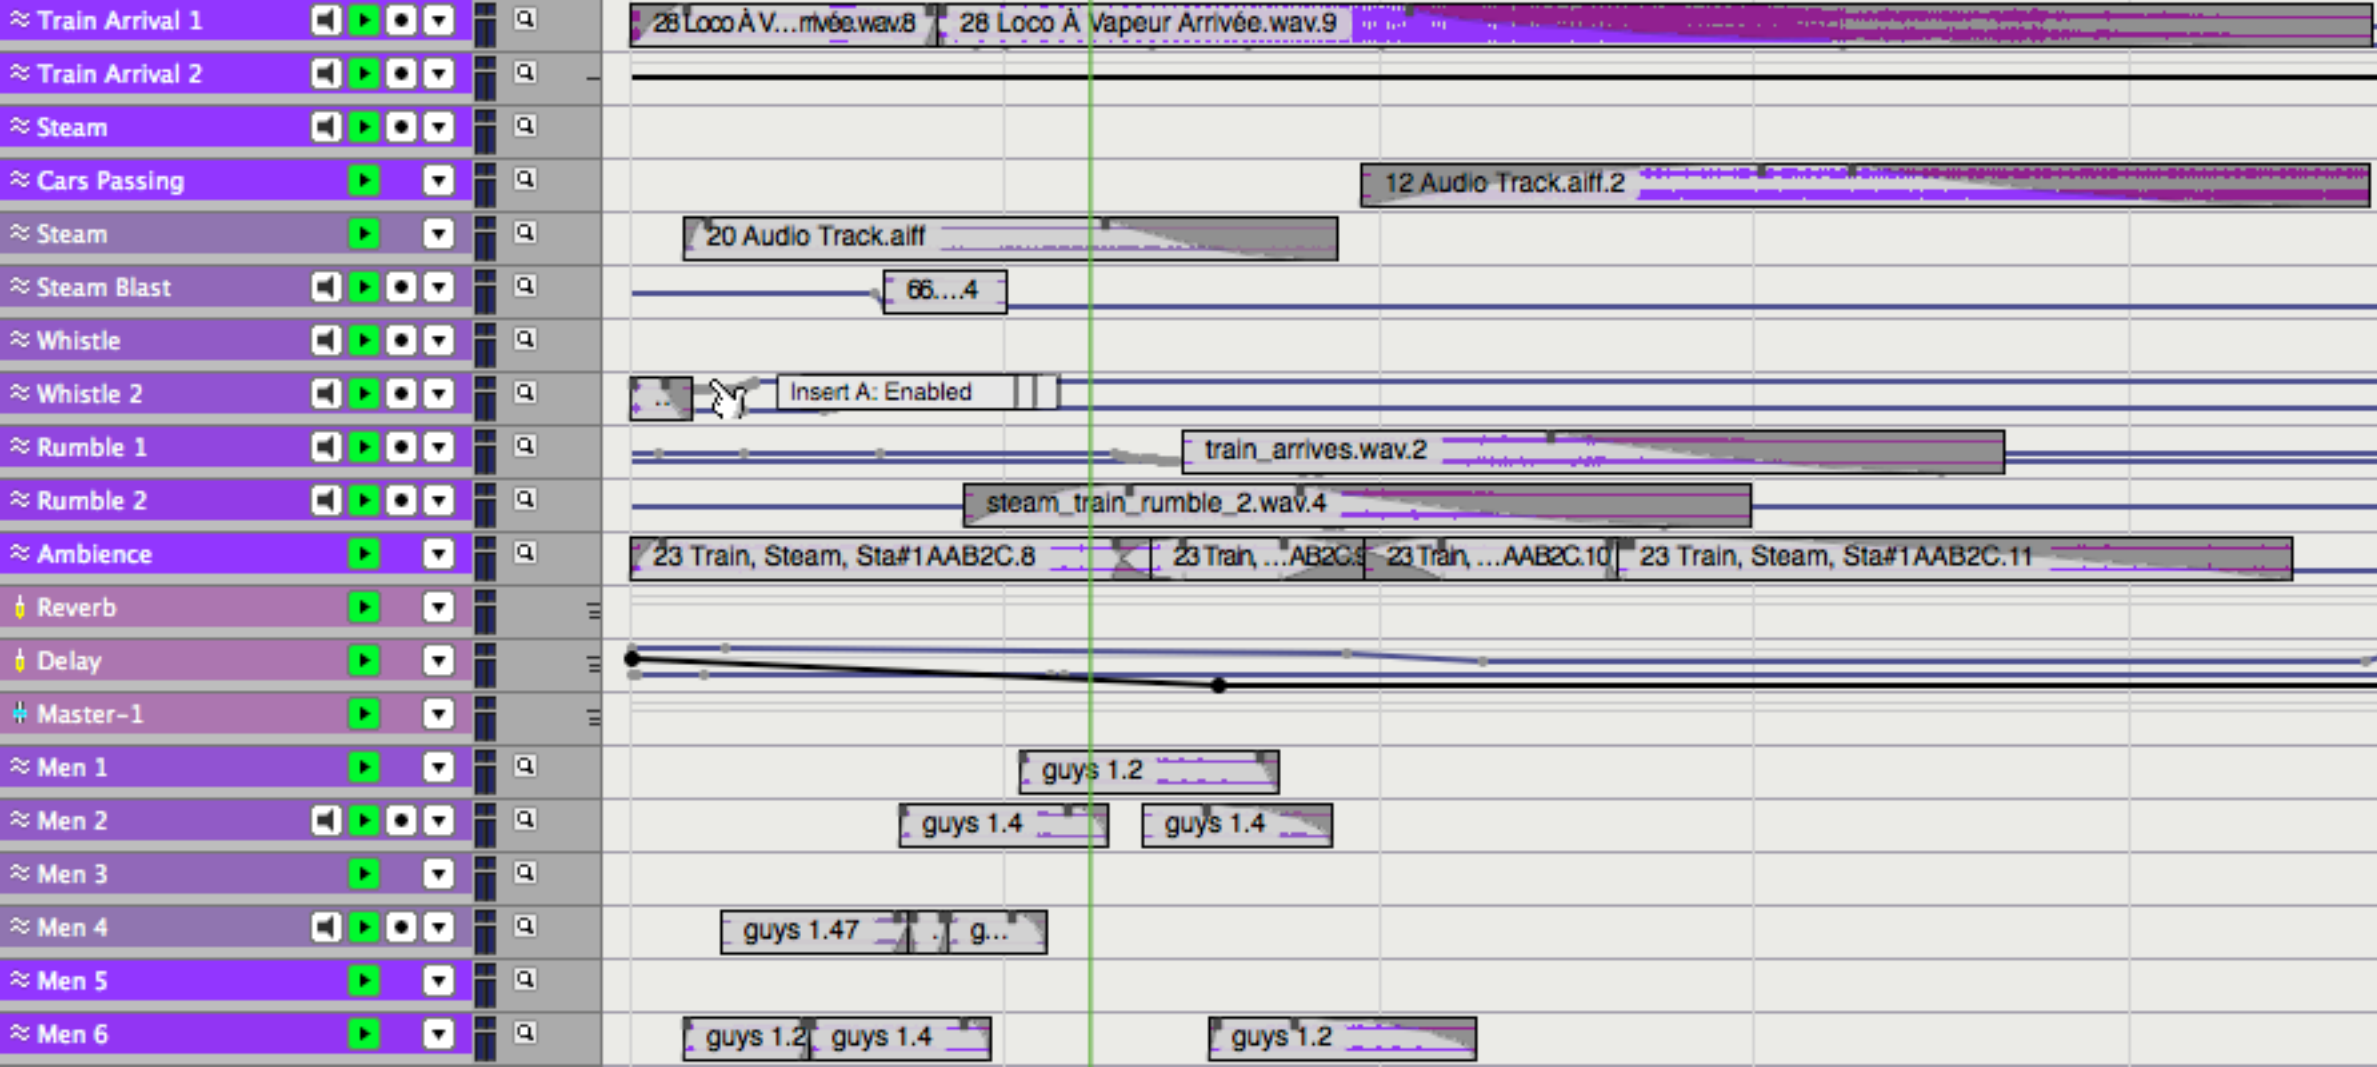 Train Arrival 1 28 Loco À V...rrivée.wav.8 28 Loco À Vapeur Arrivée.wav.9
Train Arrival 2
Steam
Cars Passing 12 Audio Track.aiff.2
Steam 20 Audio Track.aiff
Steam Blast 66....4
Whistle
Whistle 2 .. Insert A: Enabled
Rumble 1 train_arrives.wav.2
Rumble 2 steam_train_rumble_2.wav.4
Ambience 23 Train, Steam, Sta#1AAB2C.8 23 Train, ...AB2C.9 23 Train, ...AAB2C.10 23 Train, Steam, Sta#1AAB2C.11
Reverb
Delay
Master-1
Men 1 guys 1.2
Men 2 guys 1.4 guys 1.4
Men 3
Men 4 guys 1.47 . g...
Men 5
Men 6 guys 1.2 guys 1.4 guys 1.2